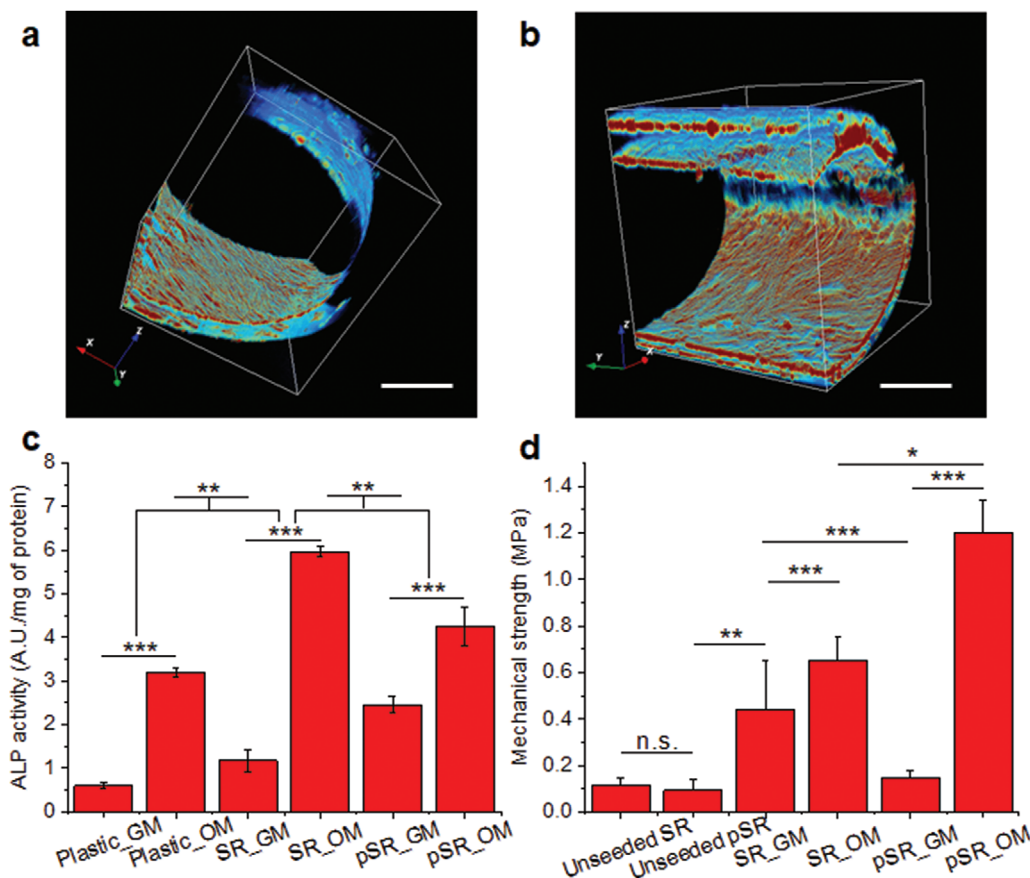 a
b
X
Z
Y
Z
Y
X
c
ALP activity (A.U./mg of protein)
8
7
6
5
4
3
2
1
0
**
**
***
***
***
Plastic_GM
Plastic_OM
SR_GM
SR_OM
pSR_GM
pSR_OM
d
Mechanical strength (MPa)
1.4
1.2
1.0
0.8
0.6
0.4
0.2
0.0
*
***
***
***
**
n.s.
Unseeded SR
Unseeded pSR
SR_GM
SR_OM
pSR_GM
pSR_OM